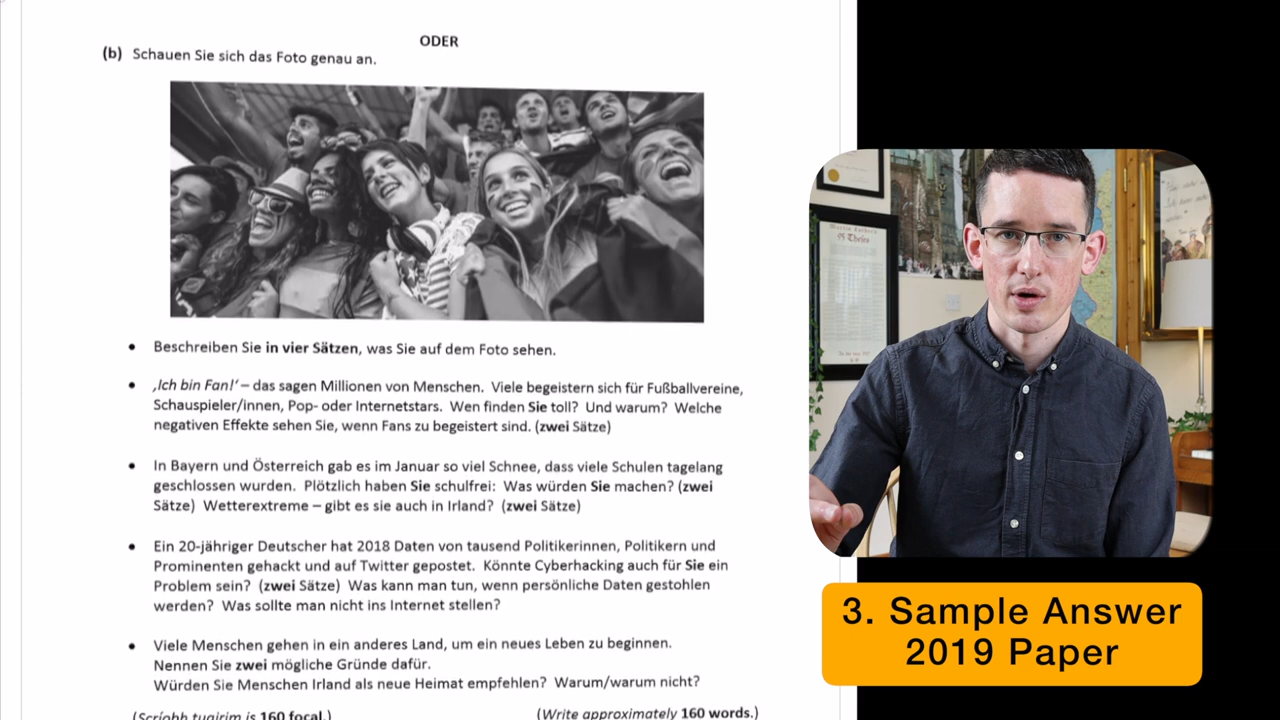 ODER
(b) Schauen Sie sich das Foto genau an.
• Beschreiben Sie in vier Sätzen, was Sie auf dem Foto sehen.
• ‚Ich bin Fan!‘ – das sagen Millionen von Menschen. Viele begeistern sich für Fußballvereine,
Schauspieler/innen, Pop- oder Internetstars. Wen finden Sie toll? Und warum? Welche
negativen Effekte sehen Sie, wenn Fans zu begeistert sind. (zwei Sätze)
• In Bayern und Österreich gab es im Januar so viel Schnee, dass viele Schulen tagelang
geschlossen wurden. Plötzlich haben Sie schulfrei: Was würden Sie machen? (zwei
Sätze) Wetterextreme – gibt es sie auch in Irland? (zwei Sätze)
• Ein 20-jähriger Deutscher hat 2018 Daten von tausend Politikerinnen, Politikern und
Prominenten gehackt und auf Twitter gepostet. Könnte Cyberhacking auch für Sie ein
Problem sein? (zwei Sätze) Was kann man tun, wenn persönliche Daten gestohlen
werden? Was sollte man nicht ins Internet stellen?
• Viele Menschen gehen in ein anderes Land, um ein neues Leben zu beginnen.
Nennen Sie zwei mögliche Gründe dafür.
Würden Sie Menschen Irland als neue Heimat empfehlen? Warum/warum nicht?
(Scríobh tuairim is 160 focal.) (Write approximately 160 words.)
95 Theses
3. Sample Answer
2019 Paper